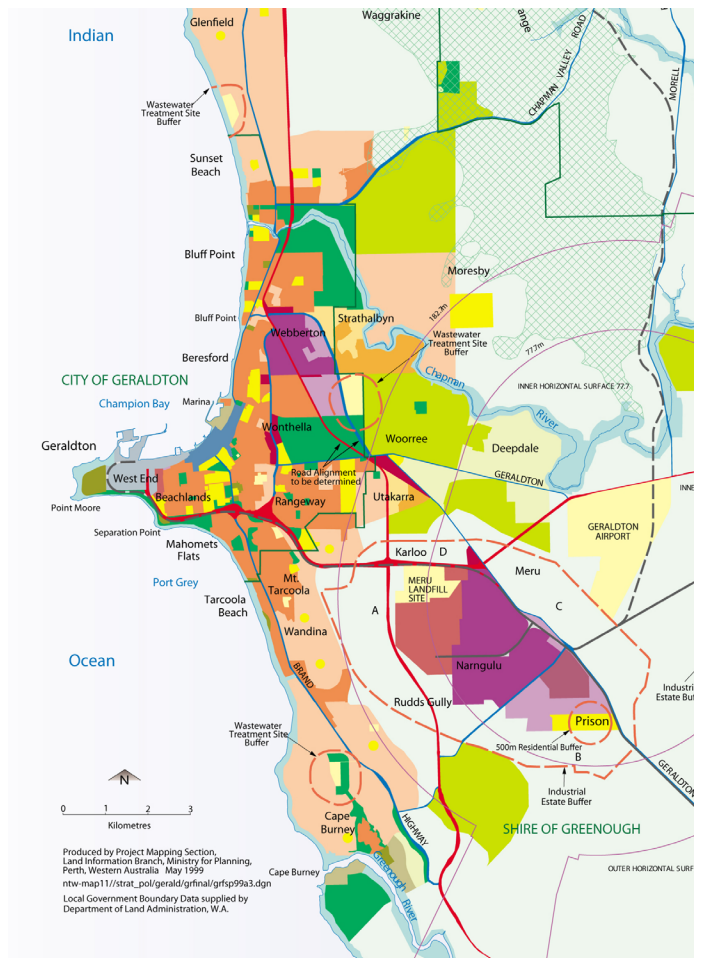 Glenfield
Waggrakine
ange
CHAPMAN VALLEY ROAD
MORELL
Indian
Wastewater
Treatment Site
Buffer
Sunset
Beach
Bluff Point
Moresby
182.7m
Bluff Point
Strathalbyn
Webberton
Wastewater
Treatment Site
Buffer
77.7m
Beresford
CITY OF GERALDTON
Chapman
River
INNER HORIZONTAL SURFACE 77.7
Champion Bay
Marina
Wonthella
Woorree
Deepdale
Geraldton
Road Alignment
to be determined
GERALDTON
West End
Beachlands
Rangeway
Utakarra
INNE
Point Moore
Separation Point
GERALDTON
AIRPORT
Mahomets
Flats
Karloo
D
Meru
Port Grey
Mt.
Tarcoola
MERU
LANDFILL
SITE
Tarcoola
Beach
A
C
Wandina
Ocean
Narngulu
BRAND
Industri
Estate Buf
Rudds Gully
Prison
Wastewater
Treatment Site
Buffer
500m Residential Buffer
B
GERALDTON
Industrial
Estate Buffer
N
0 1 2 3
Kilometres
Cape
Burney
HIGHWAY
SHIRE OF GREENOUGH
Produced by Project Mapping Section,
Land Information Branch, Ministry for Planning,
Perth, Western Australia May 1999
ntw-map11//strat_pol/gerald/grfinal/grfsp99a3.dgn
Local Government Boundary Data supplied by
Department of Land Administration, W.A.
Cape Burney
Greenough
River
OUTER HORIZONTAL SURF